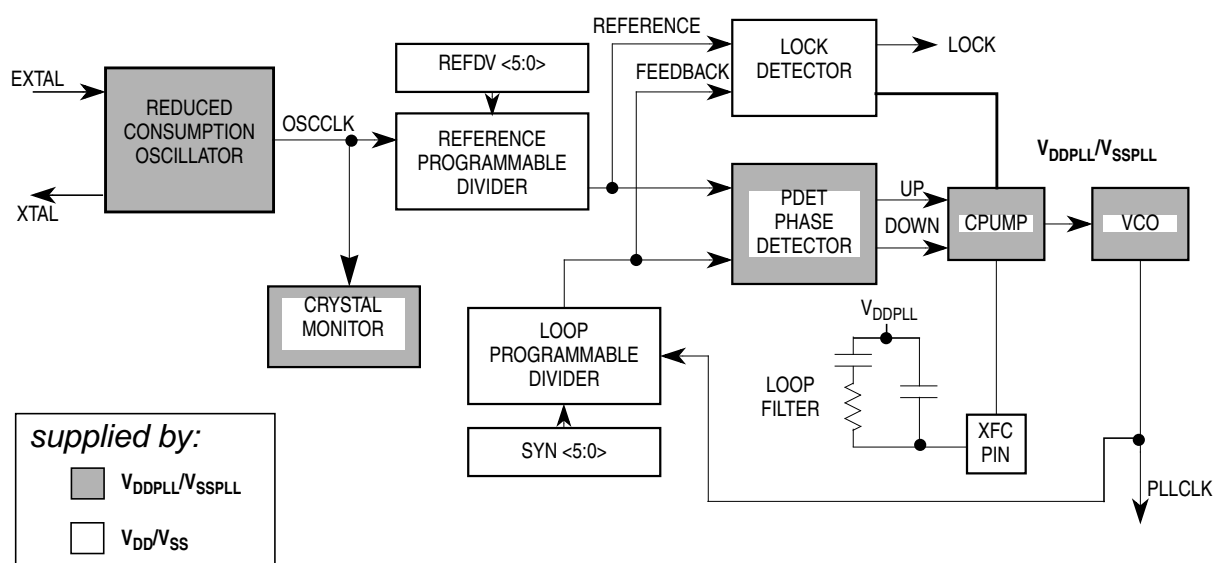 EXTAL
XTAL
REDUCED
CONSUMPTION
OSCILLATOR
OSCCLK
CRYSTAL
MONITOR
REFDV <5:0>
REFERENCE
PROGRAMMABLE
DIVIDER
REFERENCE
FEEDBACK
LOCK
DETECTOR
LOCK
PDET
PHASE
DETECTOR
UP
DOWN
CPUMP
VDDPLL/VSSPLL
VCO
LOOP
PROGRAMMABLE
DIVIDER
SYN <5:0>
VDDPLL
LOOP
FILTER
XFC
PIN
PLLCLK
supplied by:
VDDPLL/VSSPLL
VDD/VSS